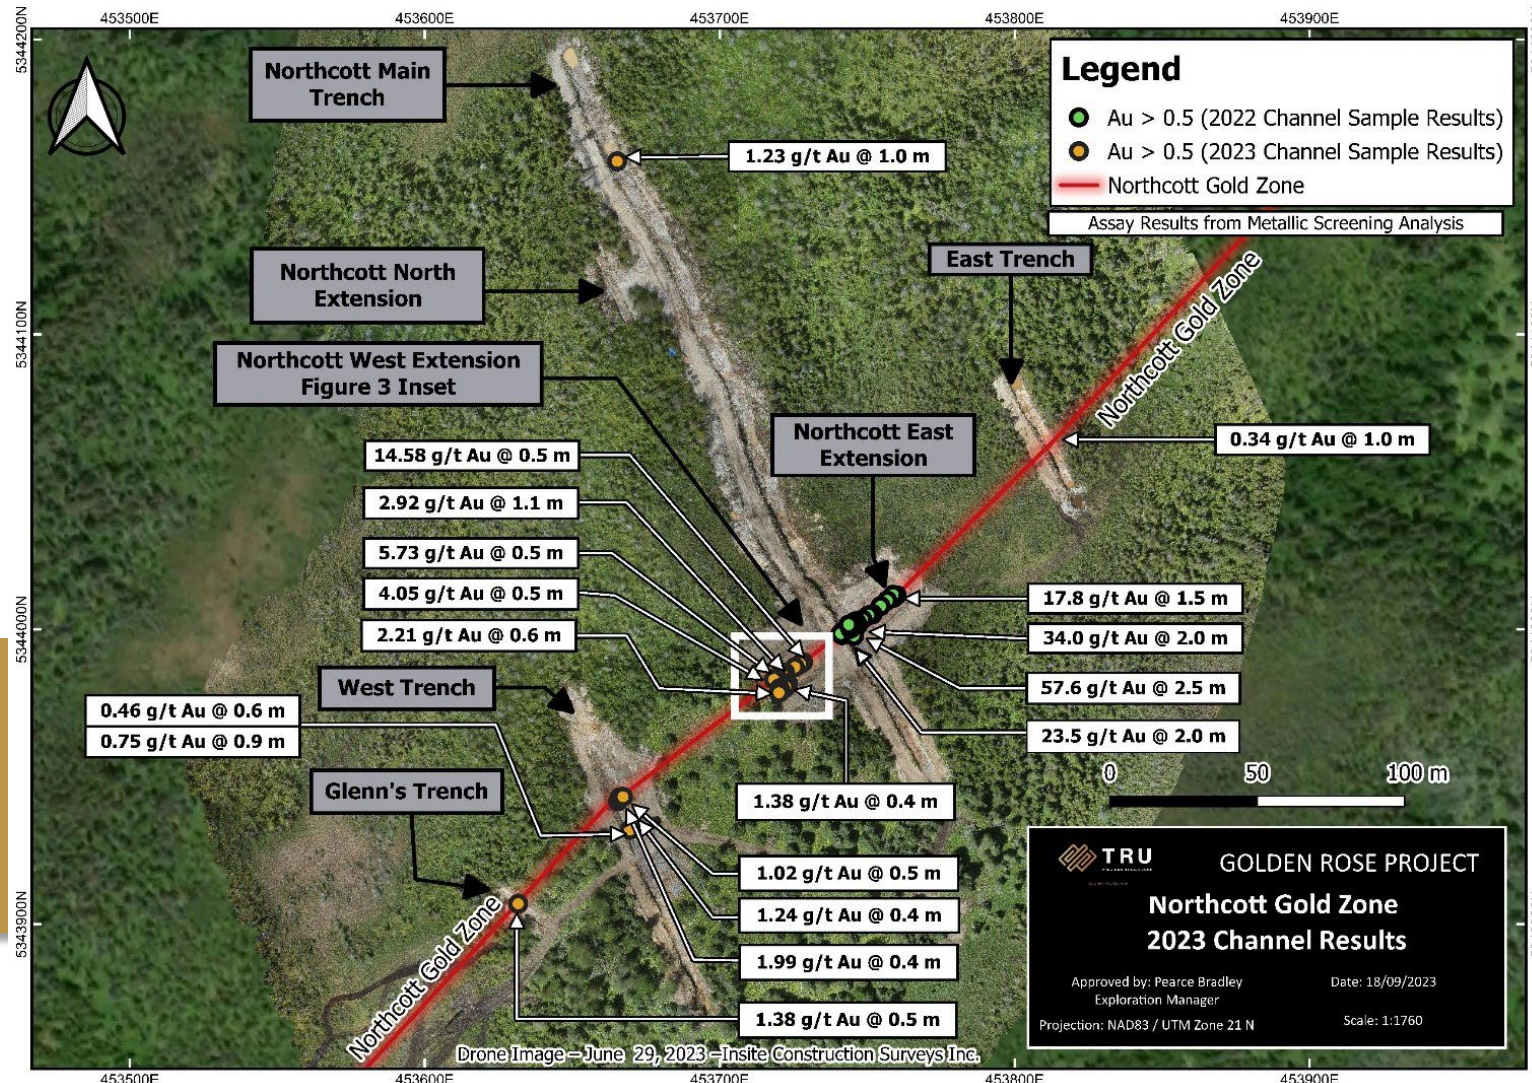 453500E
453600E
453700E
453800E
453900E
5344200N
5344100N
5344000N
5343900N
Northcott Main
Trench
1.23 g/t Au @ 1.0 m
Legend
Au > 0.5 (2022 Channel Sample Results)
Au > 0.5 (2023 Channel Sample Results)
Northcott Gold Zone
Assay Results from Metallic Screening Analysis
Northcott North
Extension
East Trench
Northcott Gold Zone
Northcott West Extension
Figure 3 Inset
Northcott East
Extension
0.34 g/t Au @ 1.0 m
14.58 g/t Au @ 0.5 m
2.92 g/t Au @ 1.1 m
5.73 g/t Au @ 0.5 m
4.05 g/t Au @ 0.5 m
2.21 g/t Au @ 0.6 m
17.8 g/t Au @ 1.5 m
34.0 g/t Au @ 2.0 m
57.6 g/t Au @ 2.5 m
23.5 g/t Au @ 2.0 m
West Trench
0.46 g/t Au @ 0.6 m
0.75 g/t Au @ 0.9 m
Glenn's Trench
0 50 100 m
1.38 g/t Au @ 0.4 m
1.02 g/t Au @ 0.5 m
1.24 g/t Au @ 0.4 m
1.99 g/t Au @ 0.4 m
1.38 g/t Au @ 0.5 m
Northcott Gold Zone
TRU
GOLDEN ROSE PROJECT
Northcott Gold Zone
2023 Channel Results
Approved by: Pearce Bradley
Exploration Manager
Date: 18/09/2023
Projection: NAD83 / UTM Zone 21 N
Scale: 1:1760
Drone Image – June 29, 2023 –Insite Construction Surveys Inc.
453500E
453600E
453700E
453800E
453900E